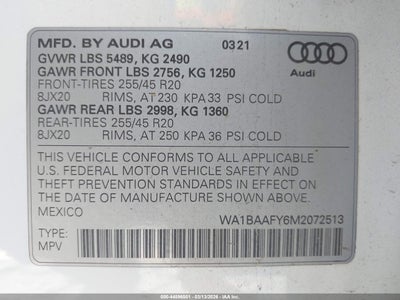 MFD. BY AUDI AG 03 21
GVWR LBS 5489, KG 2490
GAWR FRONT LBS 2756, KG 1250
FRONT-TIRES 255/45 R20
8JX20 RIMS, AT 230 KPA 33 PSI COLD
GAWR REAR LBS 2998, KG 1360
REAR-TIRES 255/45 R20
8JX20 RIMS, AT 250 KPA 36 PSI COLD
Audi
THIS VEHICLE CONFORMS TO ALL APPLICABLE
U.S. FEDERAL MOTOR VEHICLE SAFETY AND
THEFT PREVENTION STANDARDS IN EFFECT ON
THE DATE OF MANUFACTURE SHOWN ABOVE
MEXICO WA1BAAFY6M2072513
TYPE:
MPV